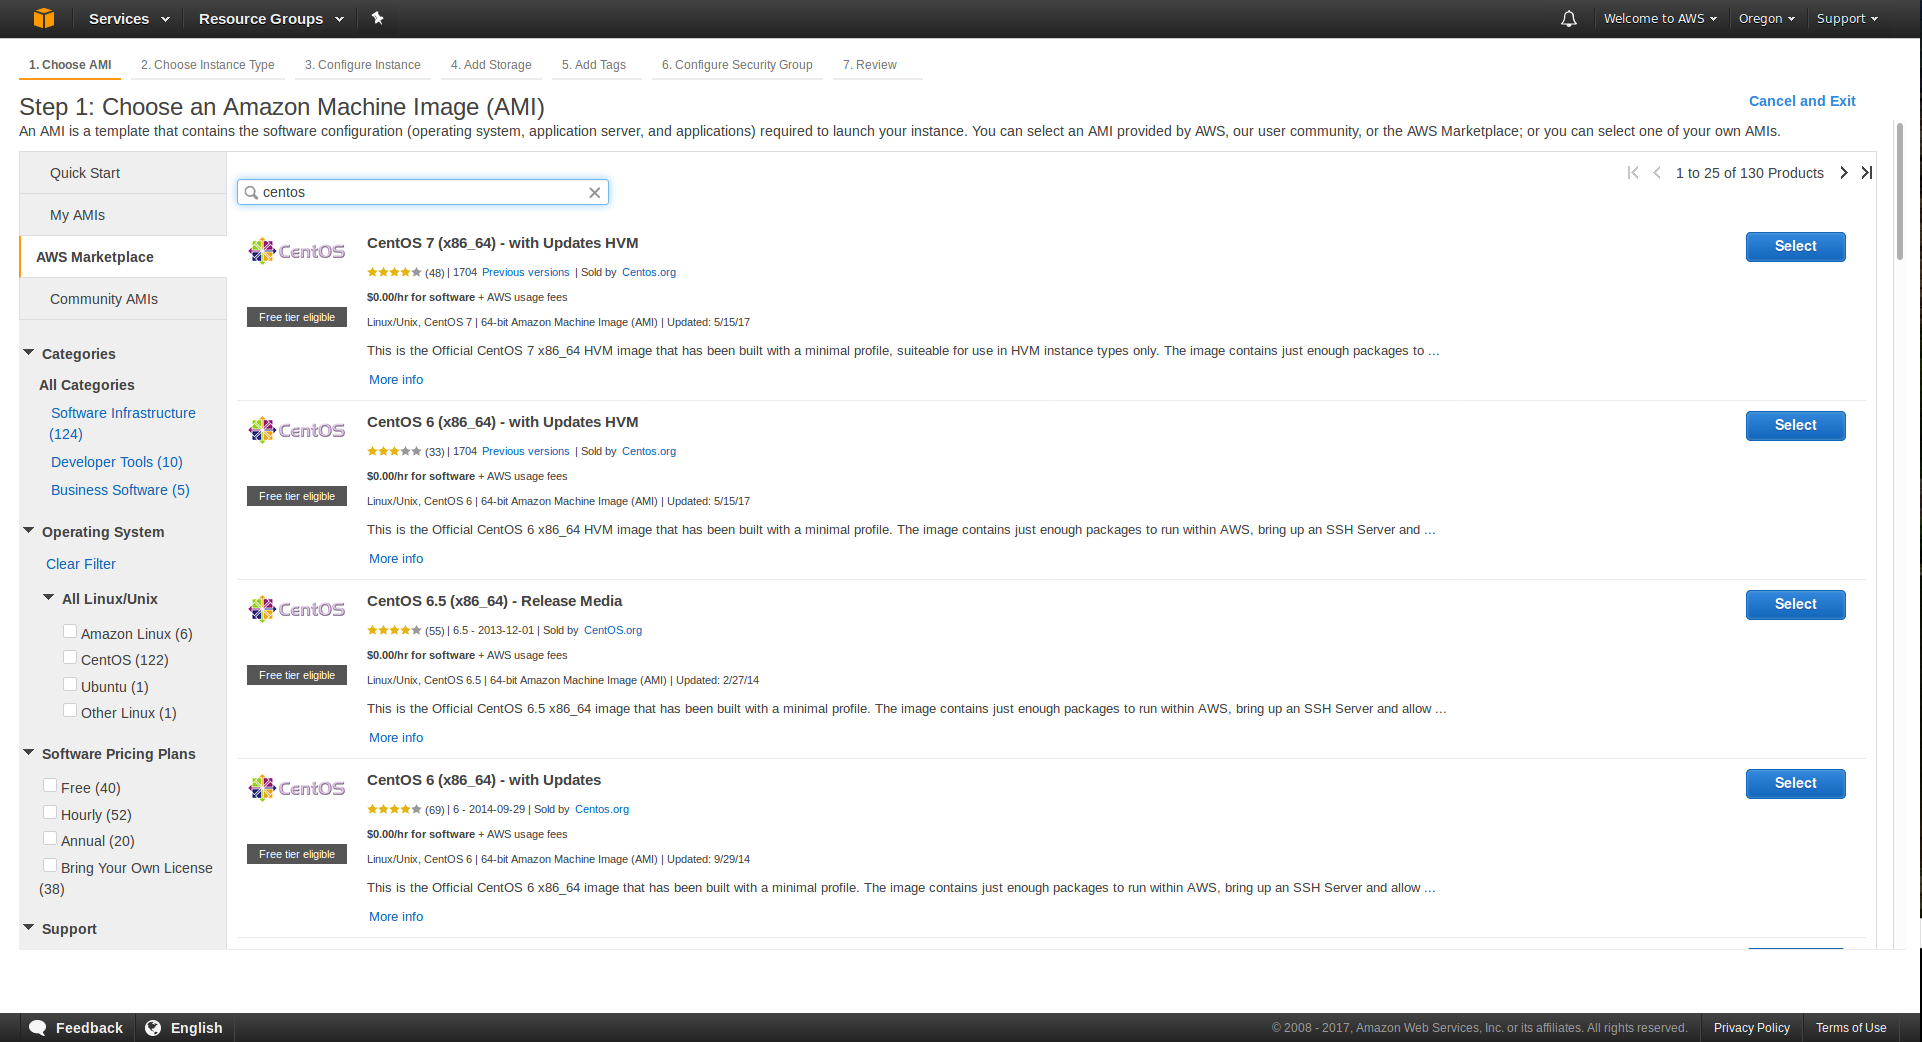 Services Resource Groups Welcome to AWS Oregon Support
1. Choose AMI 2. Choose Instance Type 3. Configure Instance 4. Add Storage 5. Add Tags 6. Configure Security Group 7. Review
Step 1: Choose an Amazon Machine Image (AMI)
Cancel and Exit
An AMI is a template that contains the software configuration (operating system, application server, and applications) required to launch your instance. You can select an AMI provided by AWS, our user community, or the AWS Marketplace; or you can select one of your own AMIs.
Quick Start
My AMIs
AWS Marketplace
Community AMIs
Categories
All Categories
Software Infrastructure
(124)
Developer Tools (10)
Business Software (5)
Operating System
Clear Filter
All Linux/Unix
Amazon Linux (6)
CentOS (122)
Ubuntu (1)
Other Linux (1)
Software Pricing Plans
Free (40)
Hourly (52)
Annual (20)
Bring Your Own License
(38)
Support
1 to 25 of 130 Products
centos
CentOS
CentOS 7 (x86_64) - with Updates HVM
Select
(48) | 1704 Previous versions | Sold by Centos.org
$0.00/hr for software + AWS usage fees
Free tier eligible
Linux/Unix, CentOS 7 | 64-bit Amazon Machine Image (AMI) | Updated: 5/15/17
This is the Official CentOS 7 x86_64 HVM image that has been built with a minimal profile, suiteable for use in HVM instance types only. The image contains just enough packages to ...
More info
CentOS
CentOS 6 (x86_64) - with Updates HVM
Select
(33) | 1704 Previous versions | Sold by Centos.org
$0.00/hr for software + AWS usage fees
Free tier eligible
Linux/Unix, CentOS 6 | 64-bit Amazon Machine Image (AMI) | Updated: 5/15/17
This is the Official CentOS 6 x86_64 HVM image that has been built with a minimal profile. The image contains just enough packages to run within AWS, bring up an SSH Server and ...
More info
CentOS
CentOS 6.5 (x86_64) - Release Media
Select
(55) | 6.5 - 2013-12-01 | Sold by CentOS.org
$0.00/hr for software + AWS usage fees
Free tier eligible
Linux/Unix, CentOS 6.5 | 64-bit Amazon Machine Image (AMI) | Updated: 2/27/14
This is the Official CentOS 6.5 x86_64 image that has been built with a minimal profile. The image contains just enough packages to run within AWS, bring up an SSH Server and allow ...
More info
CentOS
CentOS 6 (x86_64) - with Updates
Select
(69) | 6 - 2014-09-29 | Sold by Centos.org
$0.00/hr for software + AWS usage fees
Free tier eligible
Linux/Unix, CentOS 6 | 64-bit Amazon Machine Image (AMI) | Updated: 9/29/14
This is the Official CentOS 6 x86_64 image that has been built with a minimal profile. The image contains just enough packages to run within AWS, bring up an SSH Server and allow ...
More info
Feedback English © 2008 - 2017, Amazon Web Services, Inc. or its affiliates. All rights reserved. Privacy Policy Terms of Use